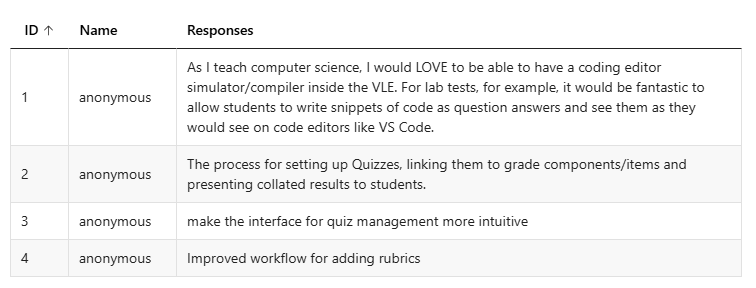 ID ↑ Name Responses
1 anonymous As I teach computer science, I would LOVE to be able to have a coding editor
simulator/compiler inside the VLE. For lab tests, for example, it would be fantastic to
allow students to write snippets of code as question answers and see them as they
would see on code editors like VS Code.
2 anonymous The process for setting up Quizzes, linking them to grade components/items and
presenting collated results to students.
3 anonymous make the interface for quiz management more intuitive
4 anonymous Improved workflow for adding rubrics